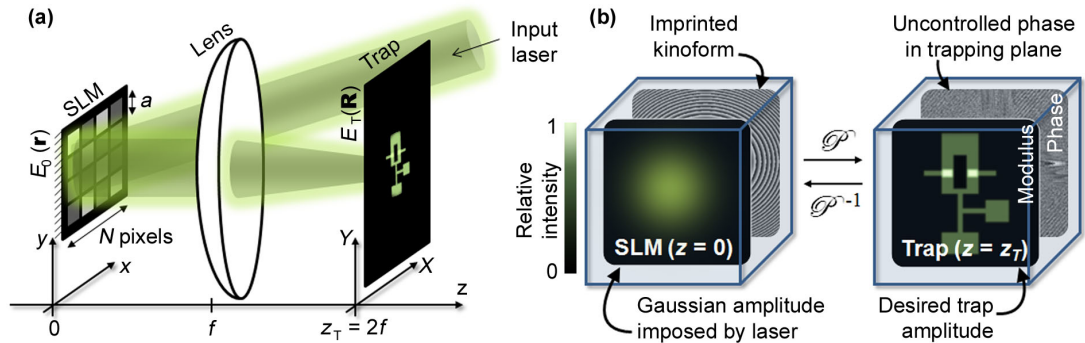 (a)
Lens
Trap
Input
laser
SLM
a
E₀(r)
E_T(R)
N pixels
y
x
Y
X
z
0
f
z_T = 2f
(b)
Imprinted
kinoform
Uncontrolled phase
in trapping plane
1
Relative
intensity
0
SLM (z = 0)
𝒫
𝒫⁻¹
Modulus
Phase
Trap (z = z_T)
Gaussian amplitude
imposed by laser
Desired trap
amplitude